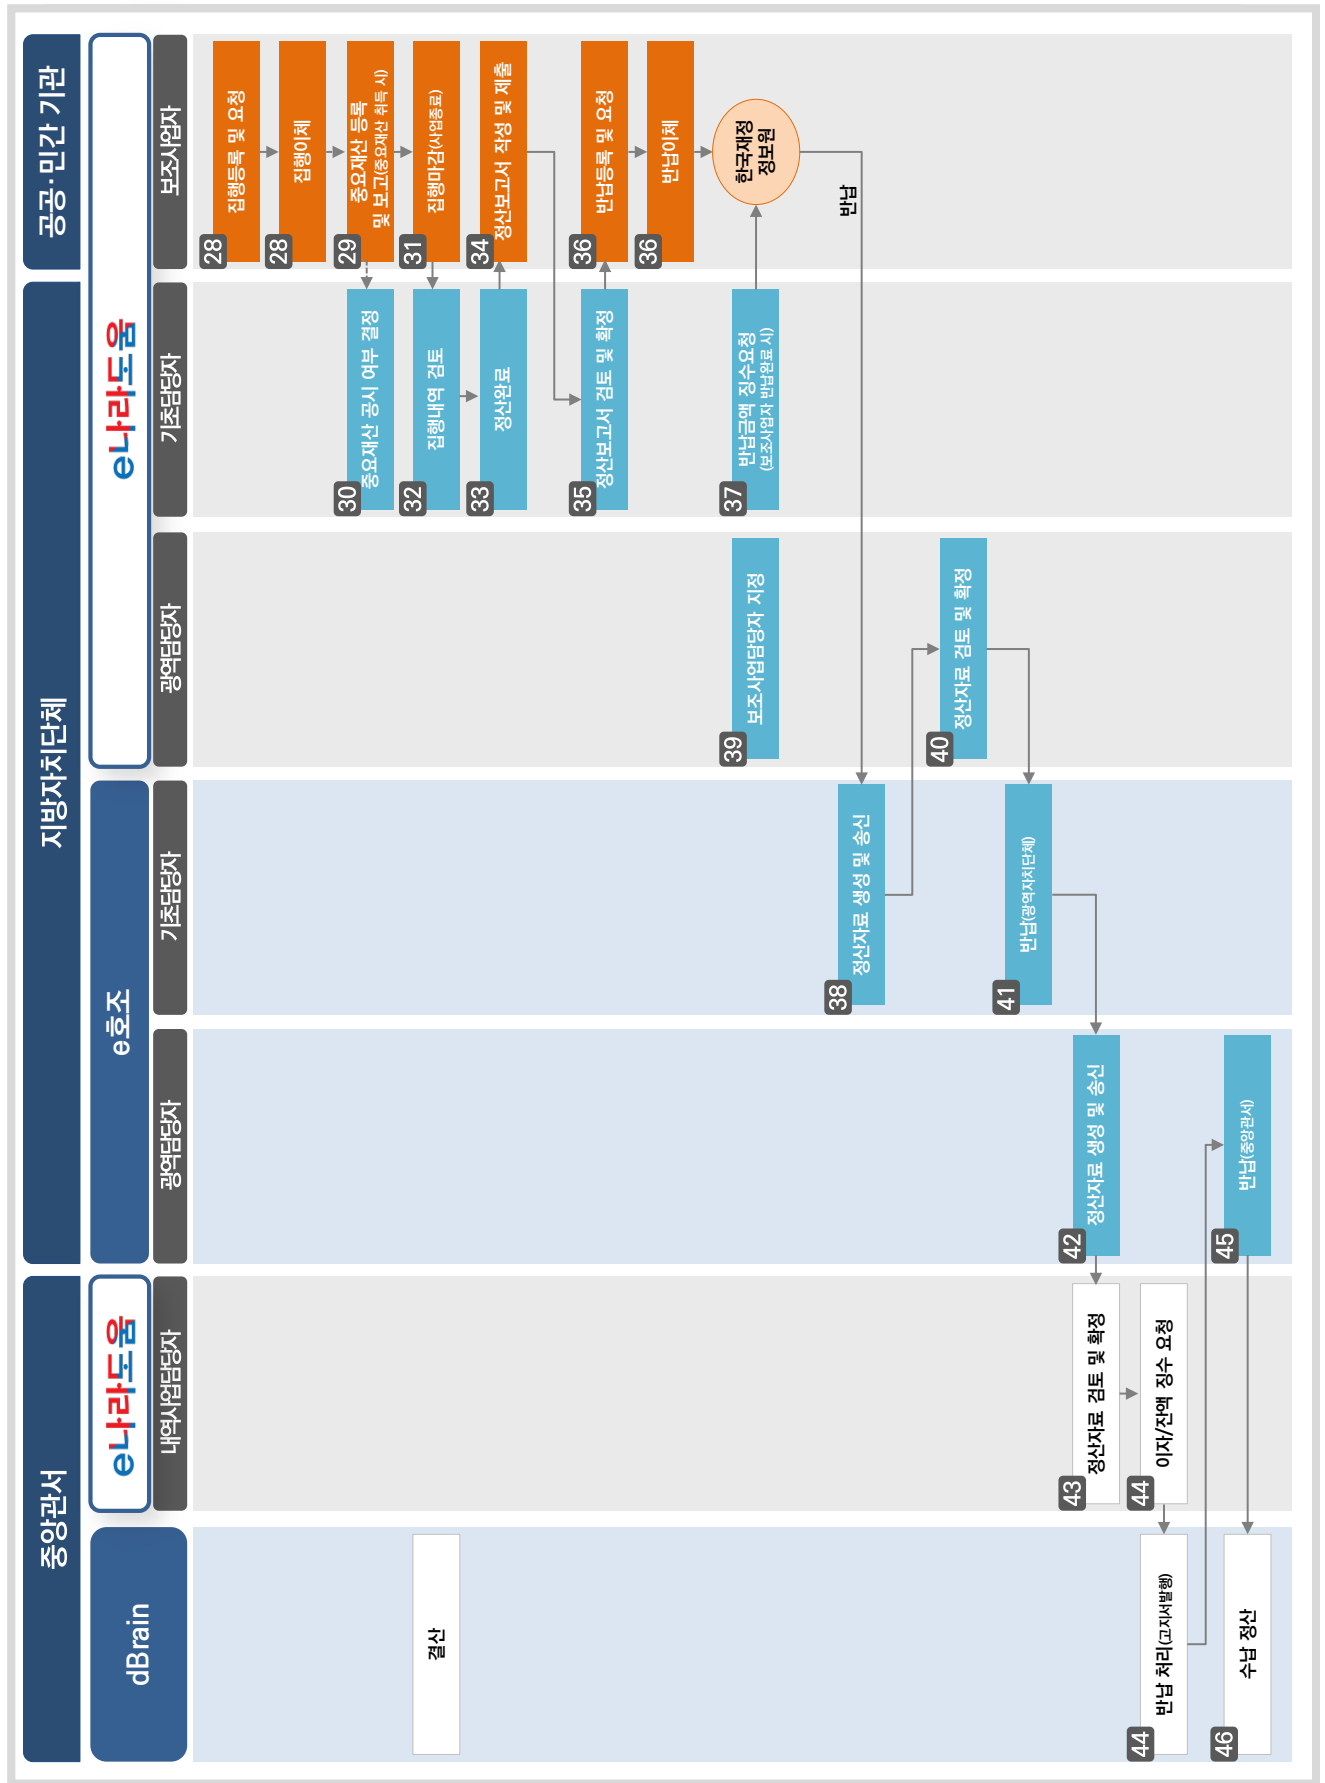 중앙관서
지방자치단체
공공·민간 기관
dBrain
e나라도움
e호조
e나라도움
내역사업담당자
광역담당자
기초담당자
광역담당자
기초담당자
보조사업자
28
집행등록 및 요청
28
집행이체
29
중요재산 등록
및 보고(중요재산 취득 시)
30
중요재산 공시 여부 결정
31
집행마감(사업종료)
32
집행내역 검토
결산
33
정산완료
34
정산보고서 작성 및 제출
35
정산보고서 검토 및 확정
36
반납등록 및 요청
36
반납이체
한국재정
정보원
37
반납금액 징수요청
(보조사업자 반납완료 시)
39
보조사업담당자 지정
반납
38
정산자료 생성 및 송신
40
정산자료 검토 및 확정
41
반납(광역자치단체)
42
정산자료 생성 및 송신
43
정산자료 검토 및 확정
44
이자/잔액 징수 요청
44
반납 처리(고지서발행)
45
반납(중앙관서)
46
수납 정산